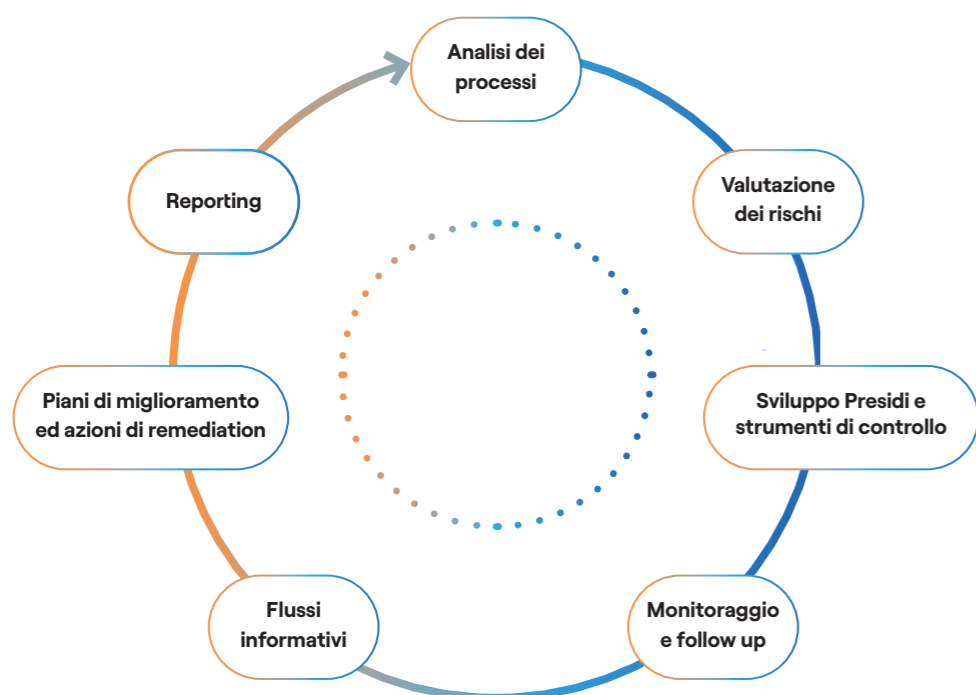 Analisi dei
processi
Valutazione
dei rischi
Sviluppo Presidi e
strumenti di controllo
Monitoraggio
e follow up
Flussi
informativi
Piani di miglioramento
ed azioni di remediation
Reporting